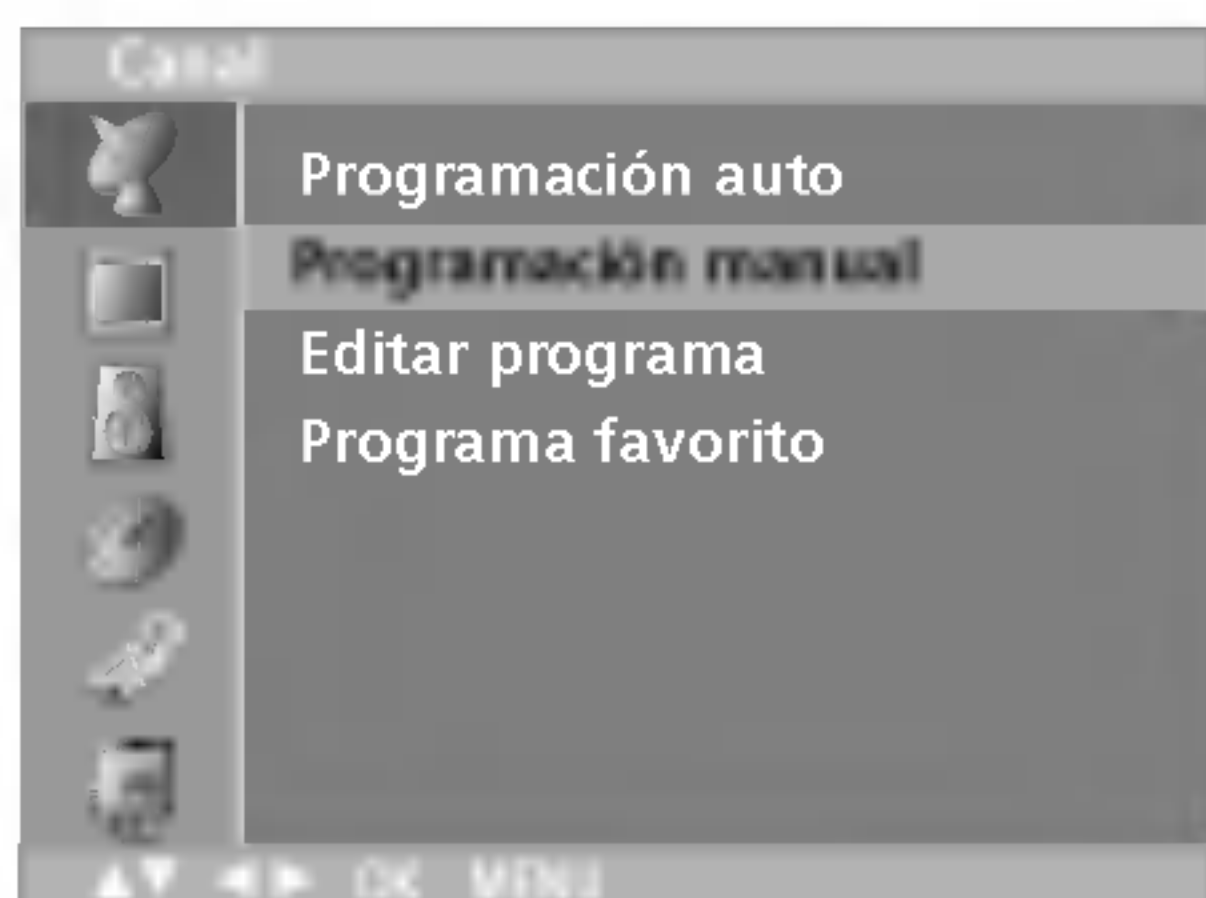 Canal
Programación auto
Programación manual
Editar programa
Programa favorito
▲▼ ◀▶ OK MENU